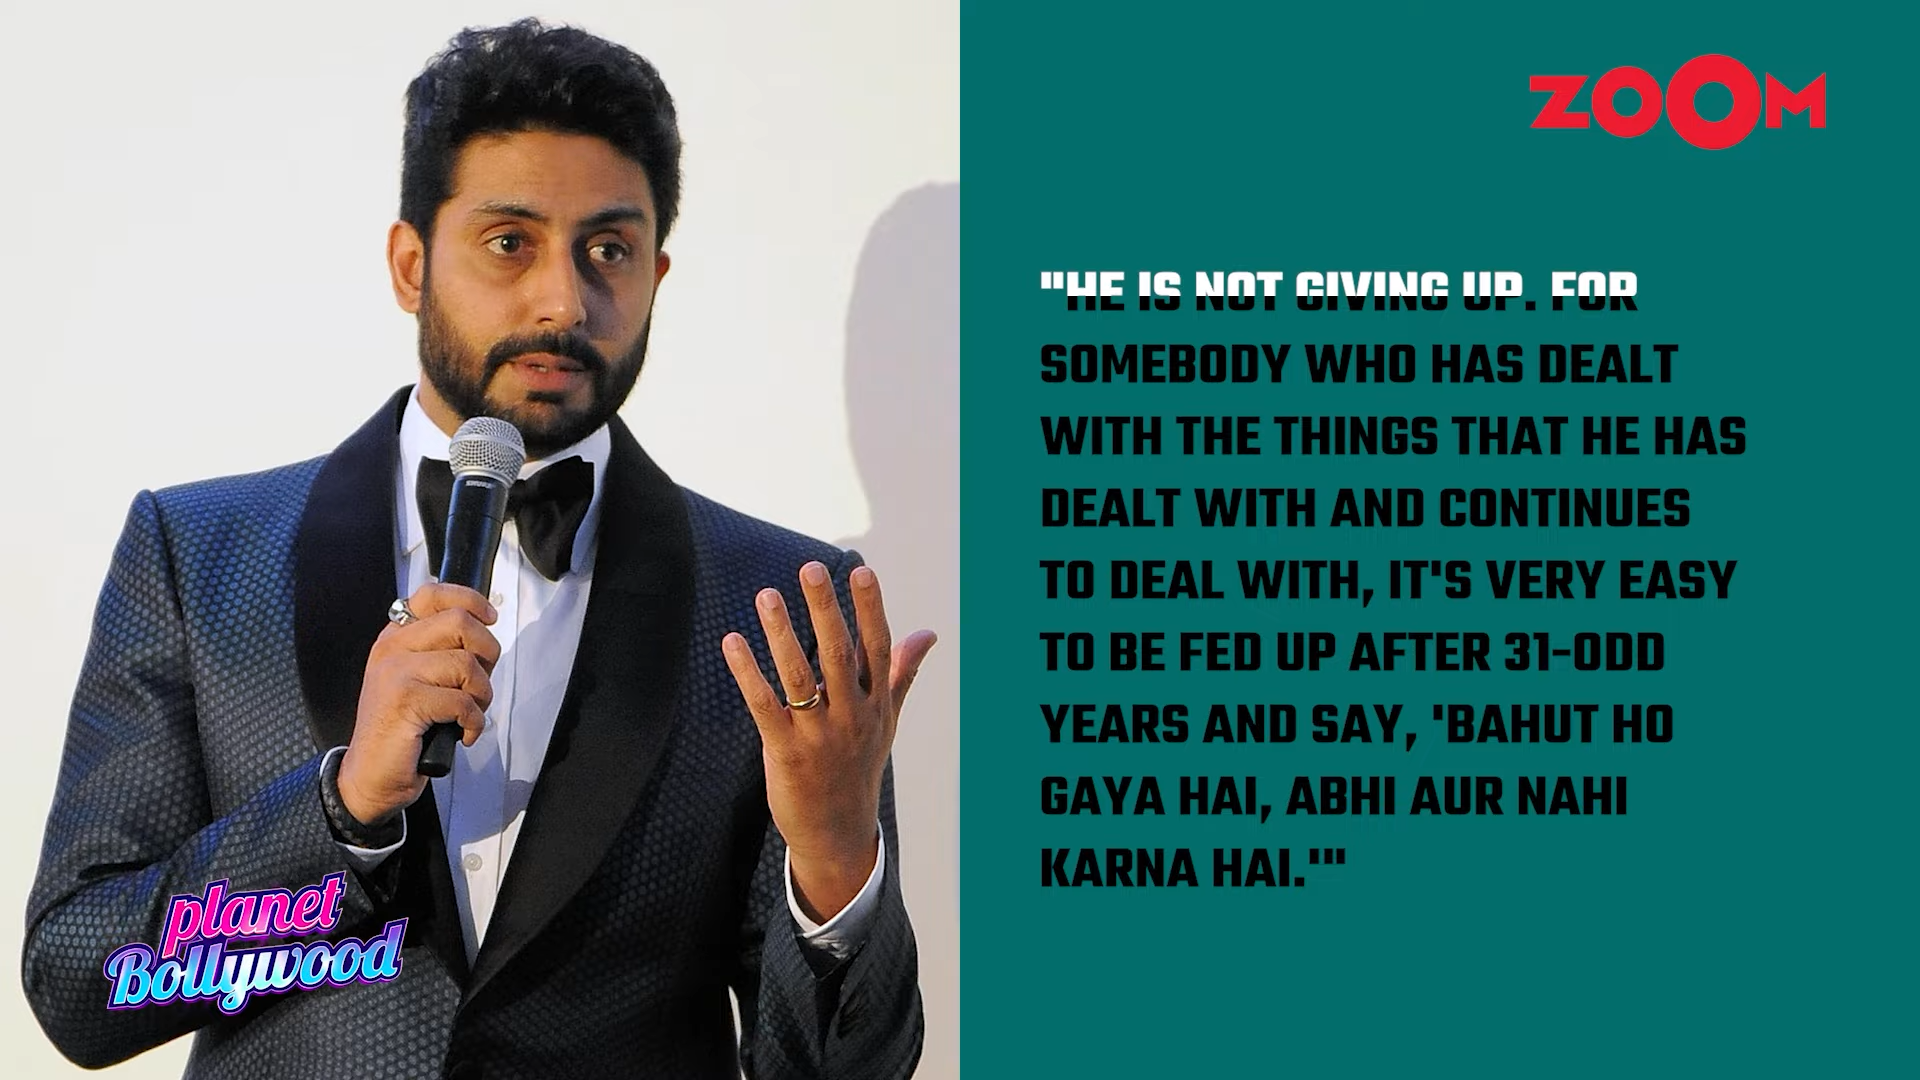 ZOOM
"HE IS NOT GIVING UP. FOR
SOMEBODY WHO HAS DEALT
WITH THE THINGS THAT HE HAS
DEALT WITH AND CONTINUES
TO DEAL WITH, IT'S VERY EASY
TO BE FED UP AFTER 31-ODD
YEARS AND SAY, 'BAHUT HO
GAYA HAI, ABHI AUR NAHI
KARNA HAI.'"
SHURE
planet
Bollywood